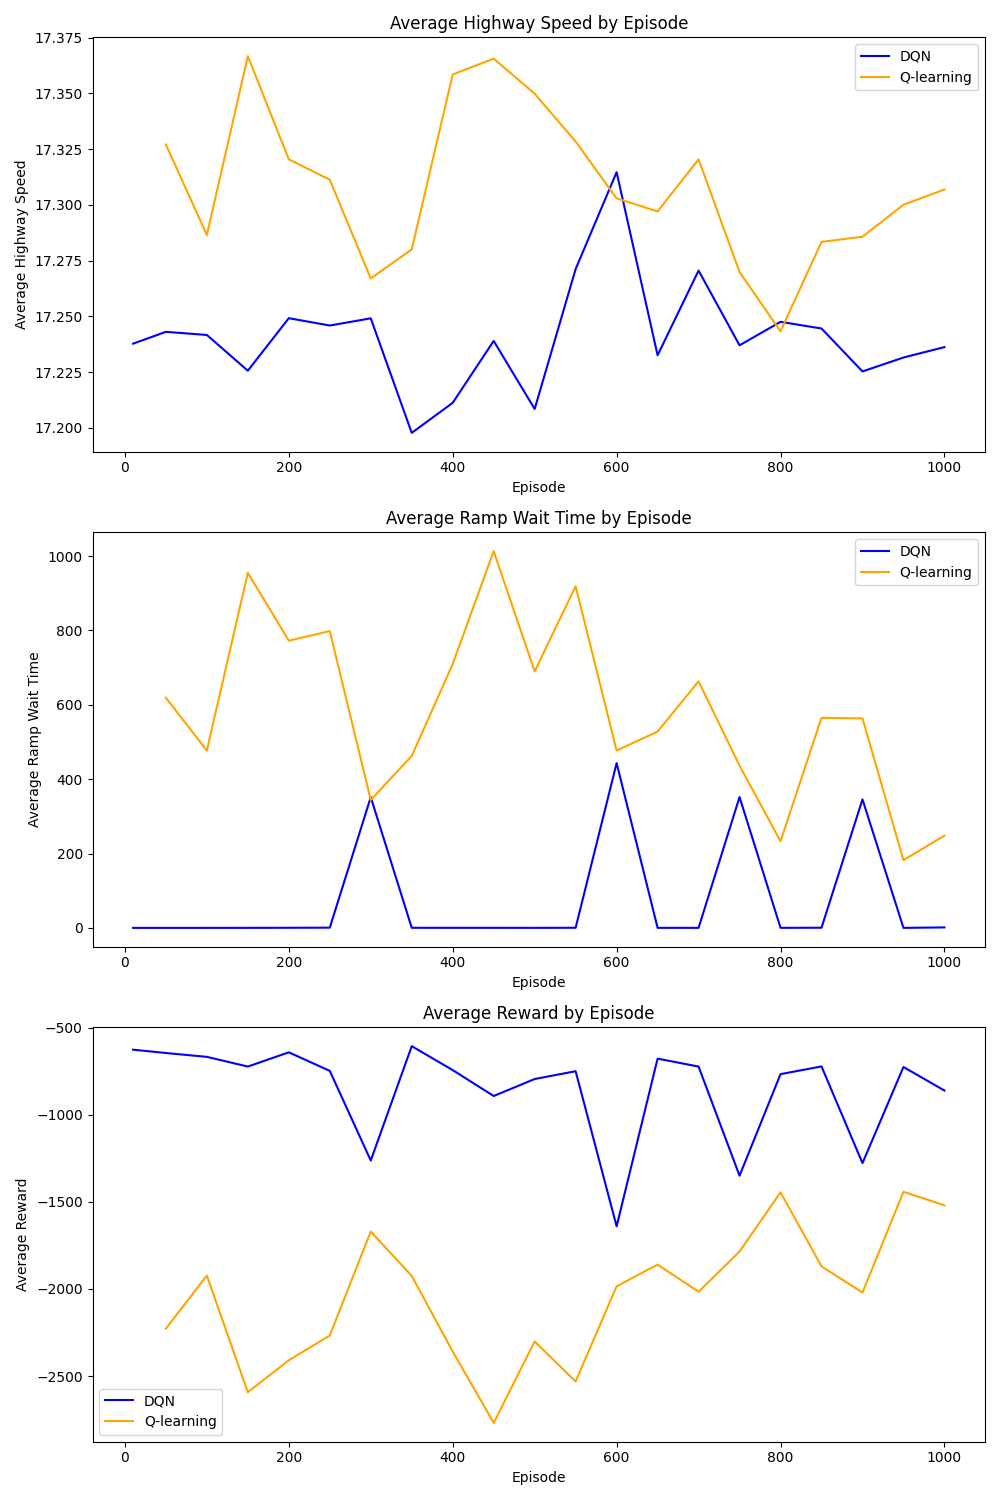 Average Highway Speed by Episode
17.375
17.350
17.325
17.300
17.275
17.250
17.225
17.200
Average Highway Speed
DQN
Q-learning
0 200 400 600 800 1000
Episode
Average Ramp Wait Time by Episode
1000
800
600
400
200
0
Average Ramp Wait Time
DQN
Q-learning
0 200 400 600 800 1000
Episode
Average Reward by Episode
−500
−1000
−1500
−2000
−2500
Average Reward
DQN
Q-learning
0 200 400 600 800 1000
Episode